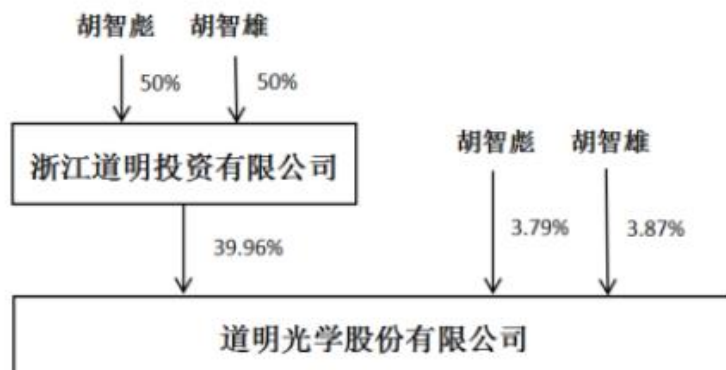 胡智彪 胡智雄
50% 50%
浙江道明投资有限公司
胡智彪 胡智雄
39.96% 3.79% 3.87%
道明光学股份有限公司